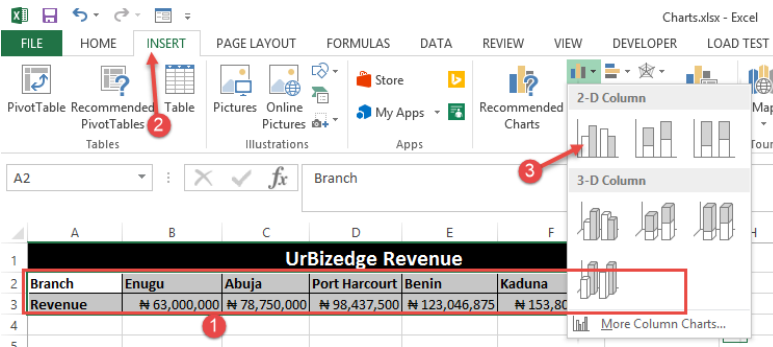 Charts.xlsx - Excel
FILE HOME INSERT PAGE LAYOUT FORMULAS DATA REVIEW VIEW DEVELOPER LOAD TEST
PivotTable Recommended PivotTables Table
Pictures Online Pictures
Store
My Apps
Recommended Charts
Tables Illustrations Apps
2
2-D Column
3
3-D Column
A2 fx Branch
A B C D E F H
1 UrBizedge Revenue
2 Branch Enugu Abuja Port Harcourt Benin Kaduna
3 Revenue ₦ 63,000,000 ₦ 78,750,000 ₦ 98,437,500 ₦ 123,046,875 ₦ 153,80
1
4
5
More Column Charts...